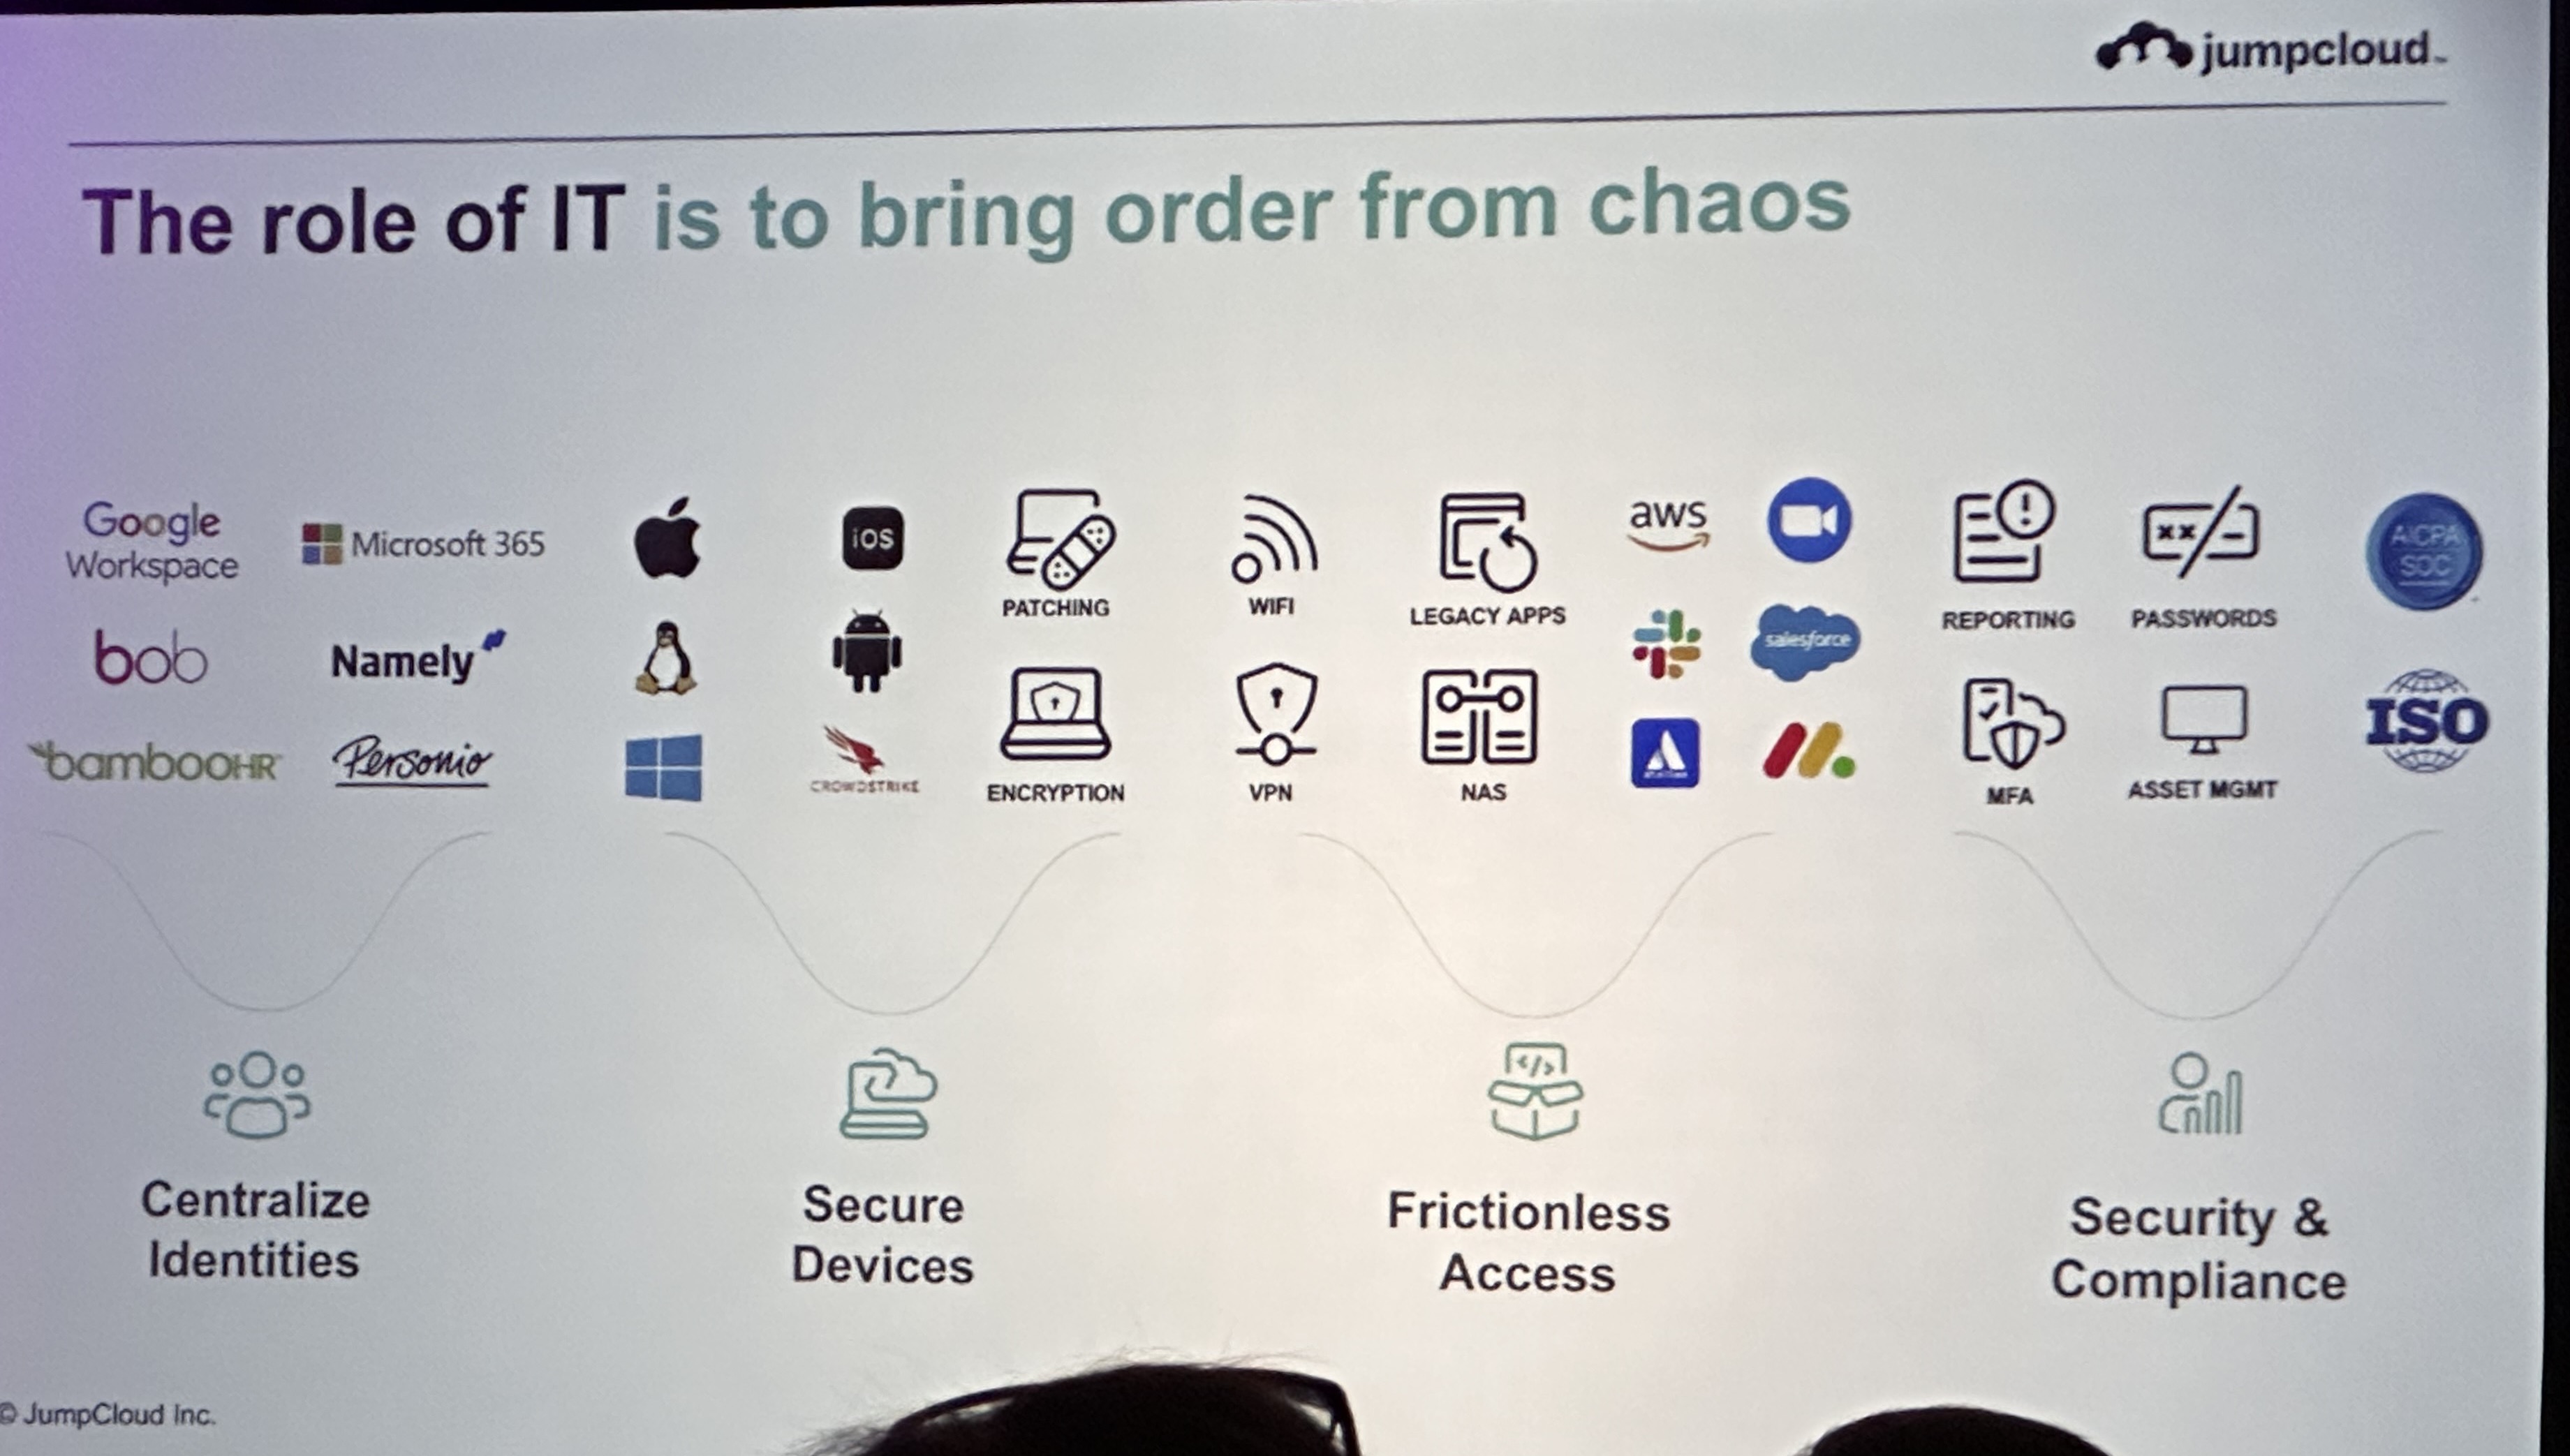 jumpcloud
The role of IT is to bring order from chaos
Google
Workspace
Microsoft 365
bob
Namely
bambooHR
Personio
iOS
CROWDSTRIKE
PATCHING
ENCRYPTION
WIFI
VPN
LEGACY APPS
NAS
aws
salesforce
REPORTING
MFA
xx
PASSWORDS
ASSET MGMT
AICPA
SOC
ISO
</>
Centralize
Identities
Secure
Devices
Frictionless
Access
Security &
Compliance
© JumpCloud Inc.